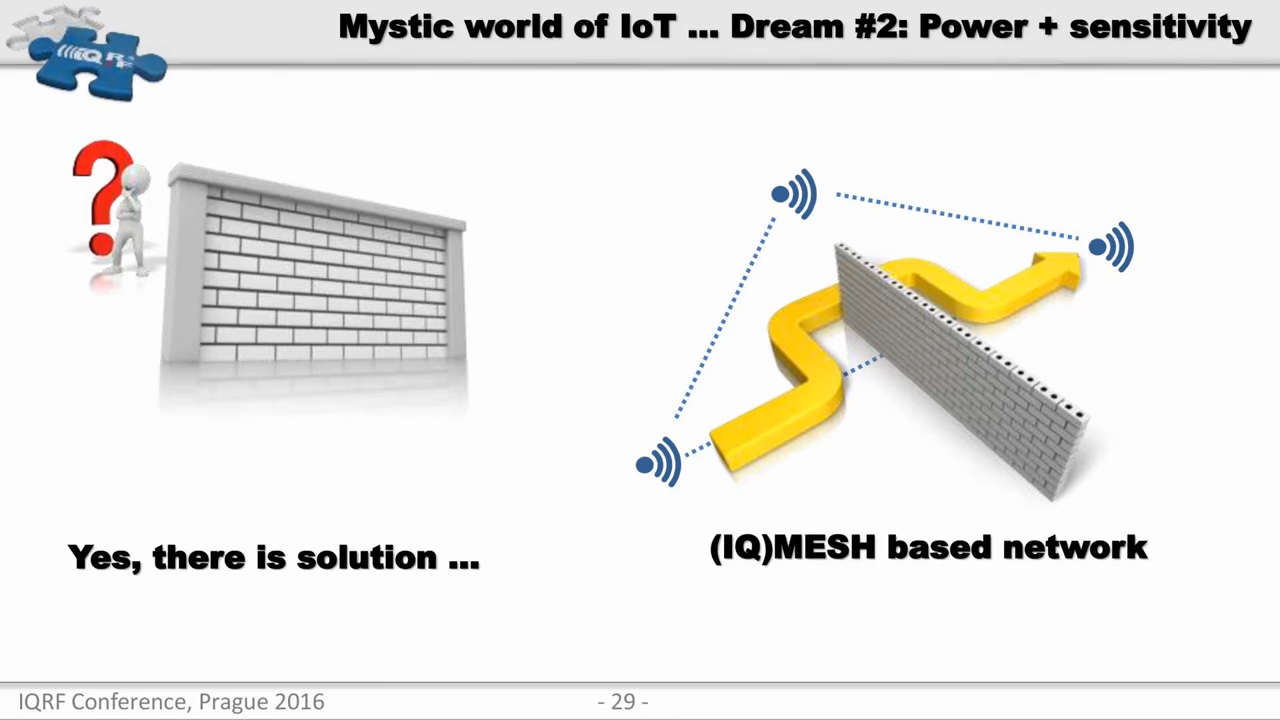 Mystic world of IoT ... Dream #2: Power + sensitivity
IQRF
?
Yes, there is solution ...
(IQ)MESH based network
IQRF Conference, Prague 2016
- 29 -